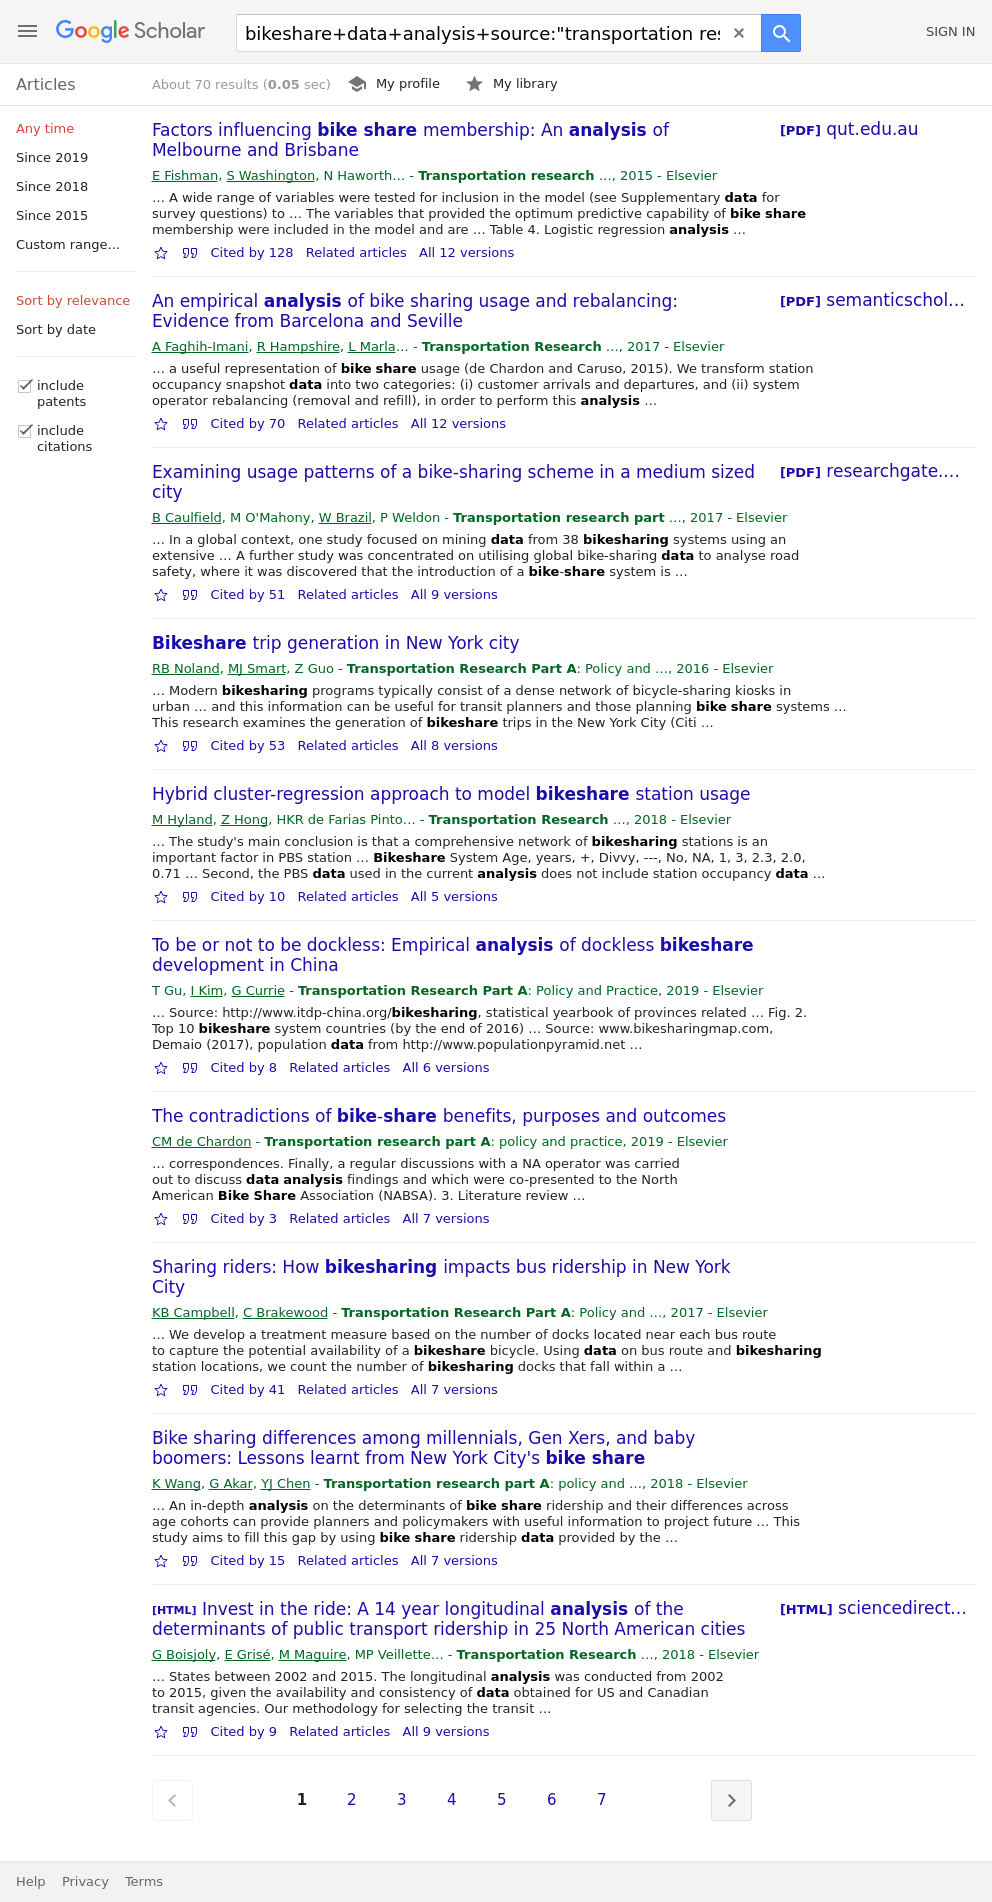 Google Scholar
bikeshare+data+analysis+source:"transportation res
SIGN IN
Articles
About 70 results (0.05 sec)
My profile
My library
Any time
Since 2019
Since 2018
Since 2015
Custom range...
Sort by relevance
Sort by date
include
patents
include
citations
Factors influencing bike share membership: An analysis of
Melbourne and Brisbane
[PDF] qut.edu.au
E Fishman, S Washington, N Haworth… - Transportation research …, 2015 - Elsevier
… A wide range of variables were tested for inclusion in the model (see Supplementary data for
survey questions) to … The variables that provided the optimum predictive capability of bike share
membership were included in the model and are … Table 4. Logistic regression analysis …
Cited by 128 Related articles All 12 versions
An empirical analysis of bike sharing usage and rebalancing:
Evidence from Barcelona and Seville
[PDF] semanticschol…
A Faghih-Imani, R Hampshire, L Marla… - Transportation Research …, 2017 - Elsevier
… a useful representation of bike share usage (de Chardon and Caruso, 2015). We transform station
occupancy snapshot data into two categories: (i) customer arrivals and departures, and (ii) system
operator rebalancing (removal and refill), in order to perform this analysis …
Cited by 70 Related articles All 12 versions
Examining usage patterns of a bike-sharing scheme in a medium sized
city
[PDF] researchgate.…
B Caulfield, M O'Mahony, W Brazil, P Weldon - Transportation research part …, 2017 - Elsevier
… In a global context, one study focused on mining data from 38 bikesharing systems using an
extensive … A further study was concentrated on utilising global bike-sharing data to analyse road
safety, where it was discovered that the introduction of a bike-share system is …
Cited by 51 Related articles All 9 versions
Bikeshare trip generation in New York city
RB Noland, MJ Smart, Z Guo - Transportation Research Part A: Policy and …, 2016 - Elsevier
… Modern bikesharing programs typically consist of a dense network of bicycle-sharing kiosks in
urban … and this information can be useful for transit planners and those planning bike share systems …
This research examines the generation of bikeshare trips in the New York City (Citi …
Cited by 53 Related articles All 8 versions
Hybrid cluster-regression approach to model bikeshare station usage
M Hyland, Z Hong, HKR de Farias Pinto… - Transportation Research …, 2018 - Elsevier
… The study's main conclusion is that a comprehensive network of bikesharing stations is an
important factor in PBS station … Bikeshare System Age, years, +, Divvy, ---, No, NA, 1, 3, 2.3, 2.0,
0.71 … Second, the PBS data used in the current analysis does not include station occupancy data …
Cited by 10 Related articles All 5 versions
To be or not to be dockless: Empirical analysis of dockless bikeshare
development in China
T Gu, I Kim, G Currie - Transportation Research Part A: Policy and Practice, 2019 - Elsevier
… Source: http://www.itdp-china.org/bikesharing, statistical yearbook of provinces related … Fig. 2.
Top 10 bikeshare system countries (by the end of 2016) … Source: www.bikesharingmap.com,
Demaio (2017), population data from http://www.populationpyramid.net …
Cited by 8 Related articles All 6 versions
The contradictions of bike-share benefits, purposes and outcomes
CM de Chardon - Transportation research part A: policy and practice, 2019 - Elsevier
… correspondences. Finally, a regular discussions with a NA operator was carried
out to discuss data analysis findings and which were co-presented to the North
American Bike Share Association (NABSA). 3. Literature review …
Cited by 3 Related articles All 7 versions
Sharing riders: How bikesharing impacts bus ridership in New York
City
KB Campbell, C Brakewood - Transportation Research Part A: Policy and …, 2017 - Elsevier
… We develop a treatment measure based on the number of docks located near each bus route
to capture the potential availability of a bikeshare bicycle. Using data on bus route and bikesharing
station locations, we count the number of bikesharing docks that fall within a …
Cited by 41 Related articles All 7 versions
Bike sharing differences among millennials, Gen Xers, and baby
boomers: Lessons learnt from New York City's bike share
K Wang, G Akar, YJ Chen - Transportation research part A: policy and …, 2018 - Elsevier
… An in-depth analysis on the determinants of bike share ridership and their differences across
age cohorts can provide planners and policymakers with useful information to project future … This
study aims to fill this gap by using bike share ridership data provided by the …
Cited by 15 Related articles All 7 versions
[HTML] Invest in the ride: A 14 year longitudinal analysis of the
determinants of public transport ridership in 25 North American cities
[HTML] sciencedirect…
G Boisjoly, E Grisé, M Maguire, MP Veillette… - Transportation Research …, 2018 - Elsevier
… States between 2002 and 2015. The longitudinal analysis was conducted from 2002
to 2015, given the availability and consistency of data obtained for US and Canadian
transit agencies. Our methodology for selecting the transit …
Cited by 9 Related articles All 9 versions
1 2 3 4 5 6 7
Help Privacy Terms